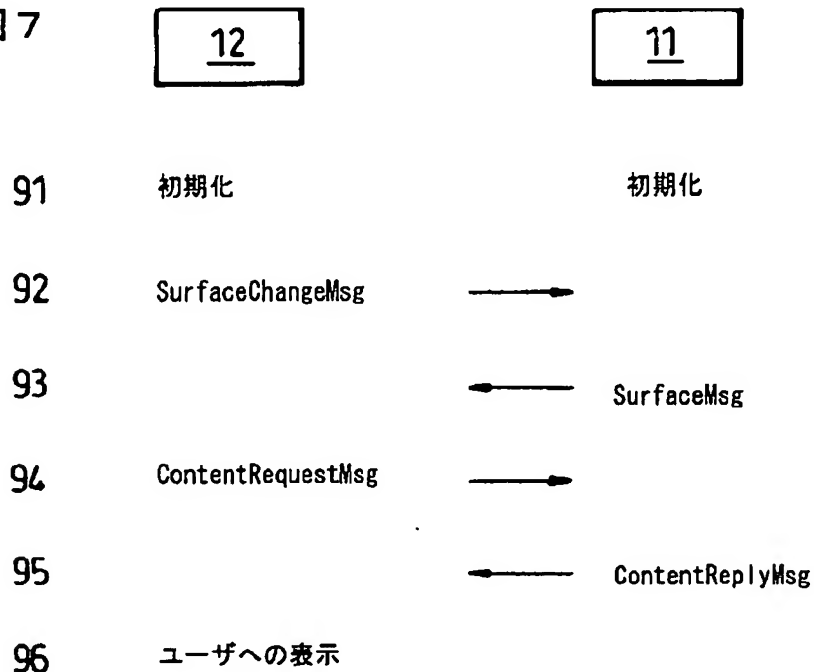 7
12 11
91 初期化 初期化
92 SurfaceChangeMsg
93 SurfaceMsg
94 ContentRequestMsg
95 ContentReplyMsg
96 ユーザへの表示